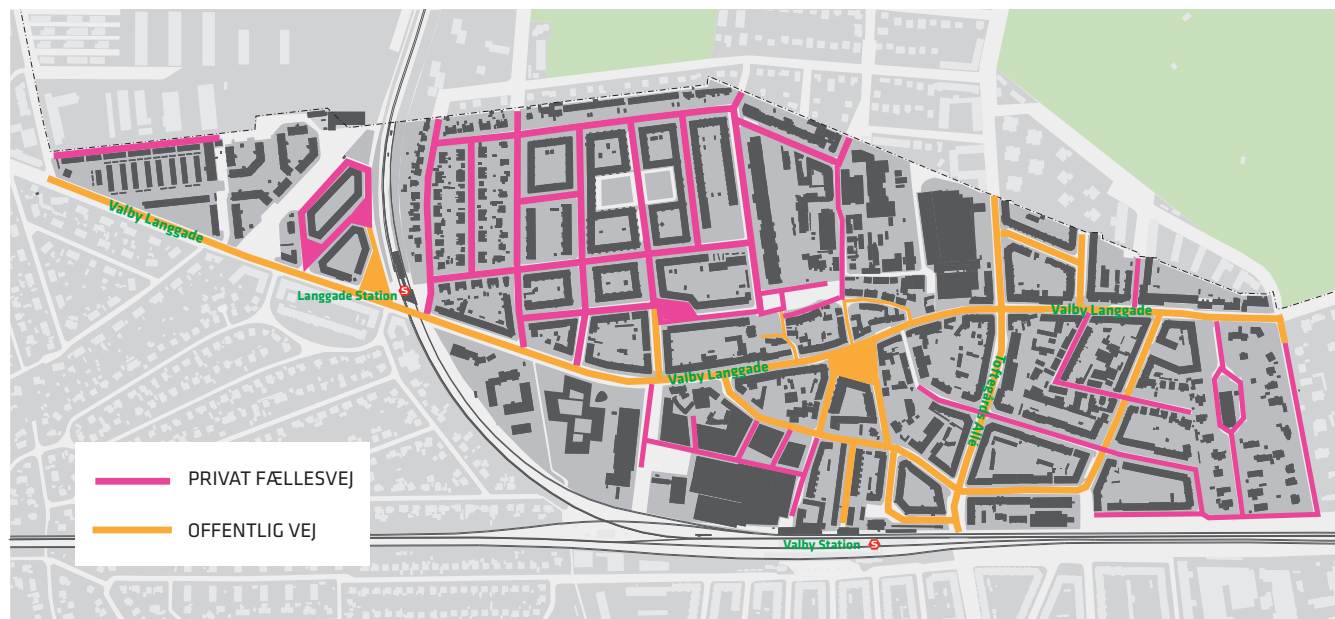 Valby Langgade
Langgade Station S
Valby Langgade
Valby Langgade
Toftegårds Allé
PRIVAT FÆLLESVEJ
OFFENTLIG VEJ
Valby Station S